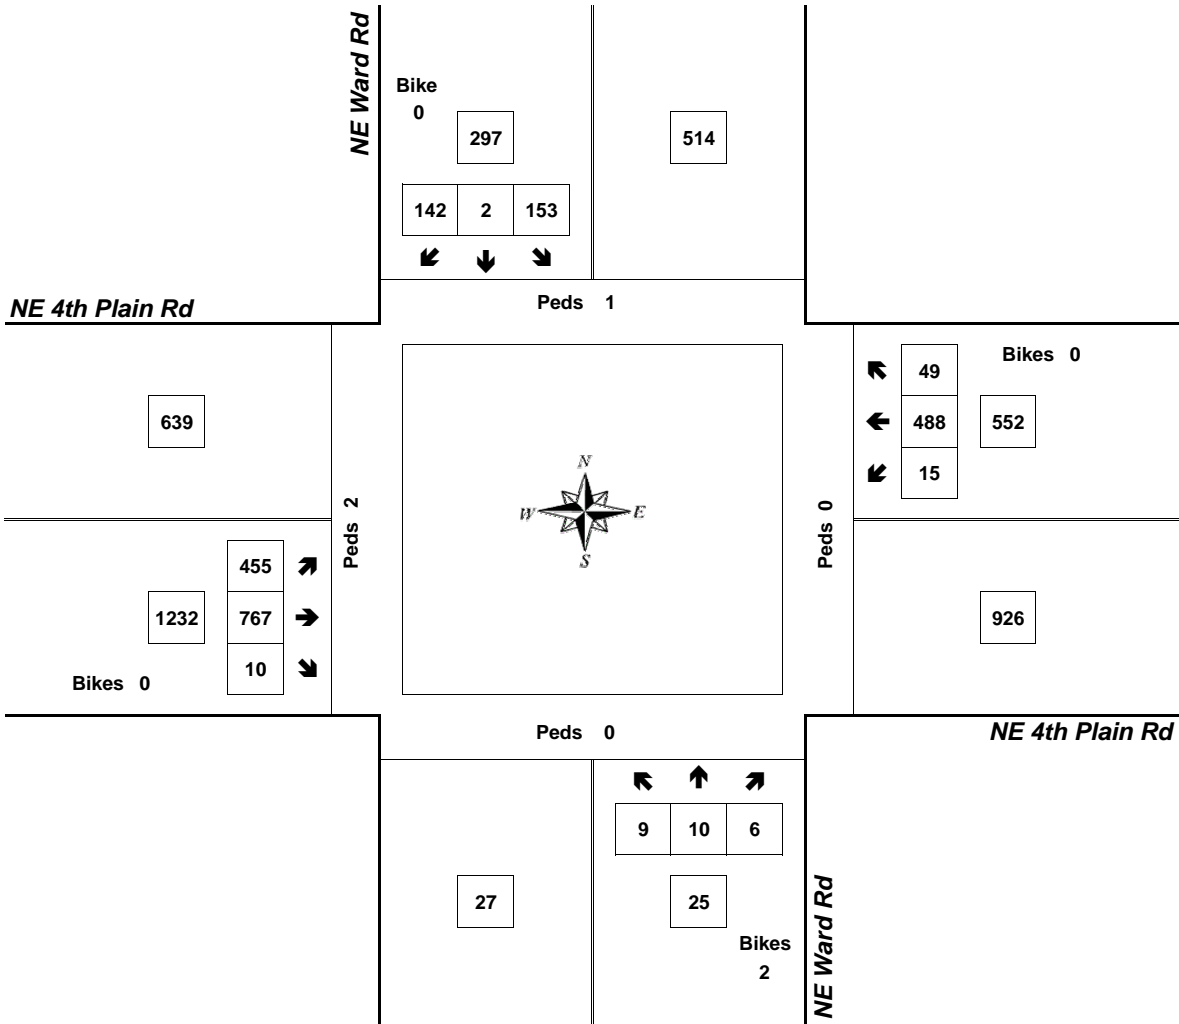 NE Ward Rd
Bike
0
297
514
142 2 153
Peds 1
NE 4th Plain Rd
Bikes 0
49
639
488 552
15
N
W E
S
Peds 2
Peds 0
455
1232 767
926
10
Bikes 0
Peds 0
NE 4th Plain Rd
9 10 6
27
25
Bikes
2
NE Ward Rd